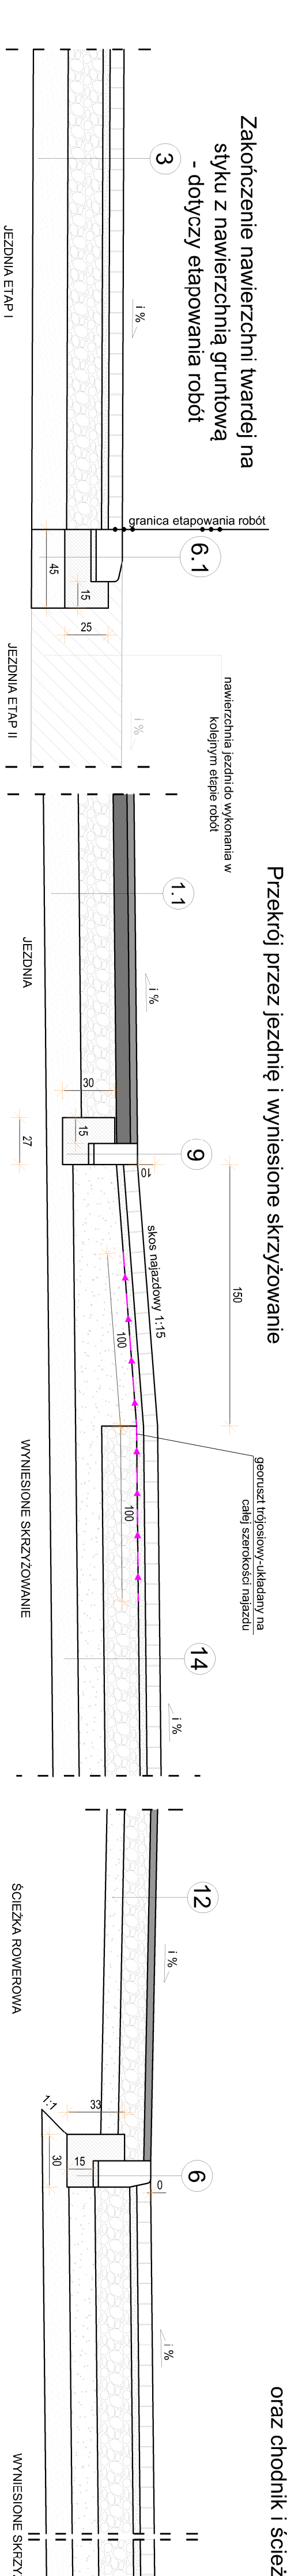 Zakończenie nawierzchni twardej na
styku z nawierzchnią gruntową
- dotyczy etapowania robót
3
i %
granica etapowania robót
6.1
45
15
25
i %
nawierzchnia jezdni do wykonania w
kolejnym etapie robót
JEZDNIA ETAP I
JEZDNIA ETAP II
Przekrój przez jezdnię i wyniesione skrzyżowanie
1.1
i %
30
15
27
9
10
150
skos najazdowy 1:15
100
100
georuszt trójosiowy-układany na
całej szerokości najazdu
14
i %
JEZDNIA
WYNIESIONE SKRZYŻOWANIE
oraz chodnik i ścież
12
i %
1:1
33
30
15
6
0
i %
ŚCIEŻKA ROWEROWA
WYNIESIONE SKRZY